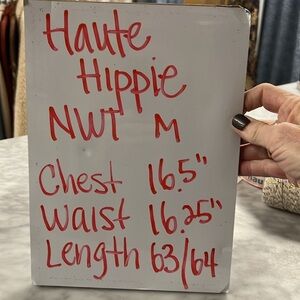 Haute
Hippie
NWT M
Chest 16.5"
Waist 16.25"
Length 63/64